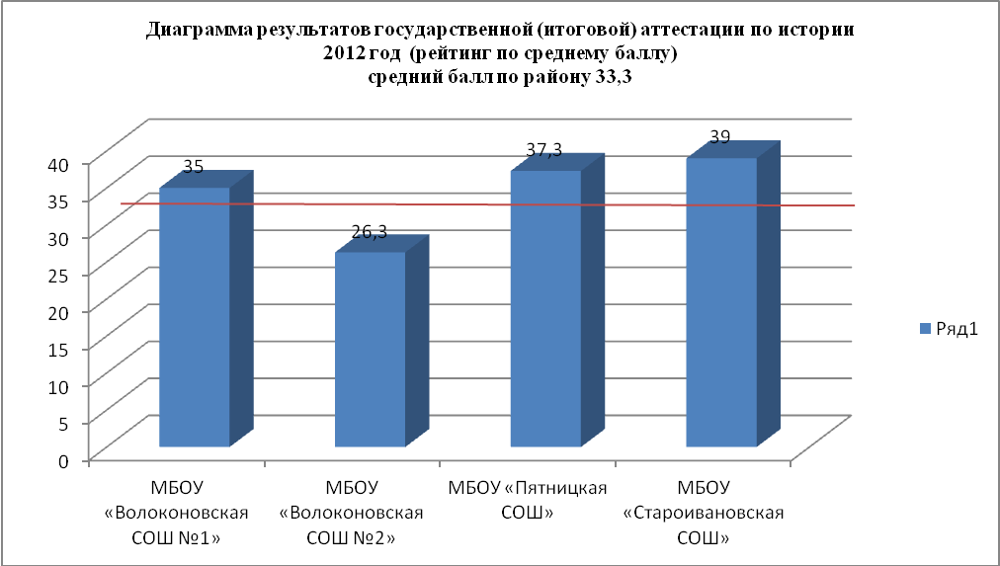 Диаграмма результатов государственной (итоговой) аттестации по истории
2012 год (рейтинг по среднему баллу)
средний балл по району 33,3
40
35
30
25
20
15
10
5
0
35
26,3
37,3
39
МБОУ
«Волоконовская
СОШ №1»
МБОУ
«Волоконовская
СОШ №2»
МБОУ «Пятницкая
СОШ»
МБОУ
«Староивановская
СОШ»
Ряд1